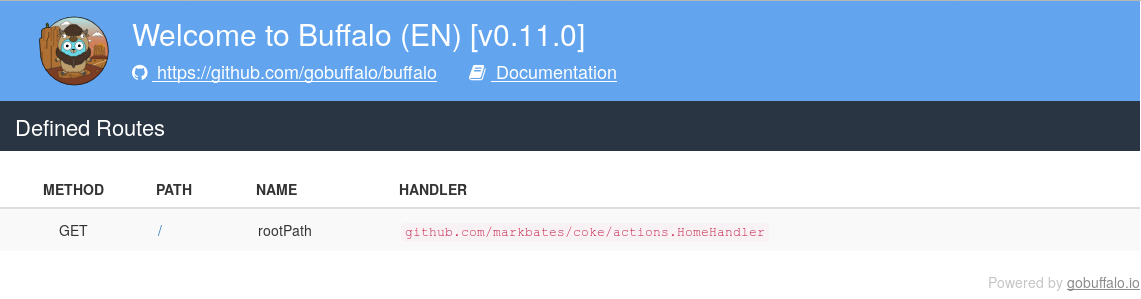 Welcome to Buffalo (EN) [v0.11.0]
https://github.com/gobuffalo/buffalo Documentation
Defined Routes
METHOD PATH NAME HANDLER
GET / rootPath github.com/markbates/coke/actions.HomeHandler
Powered by gobuffalo.io